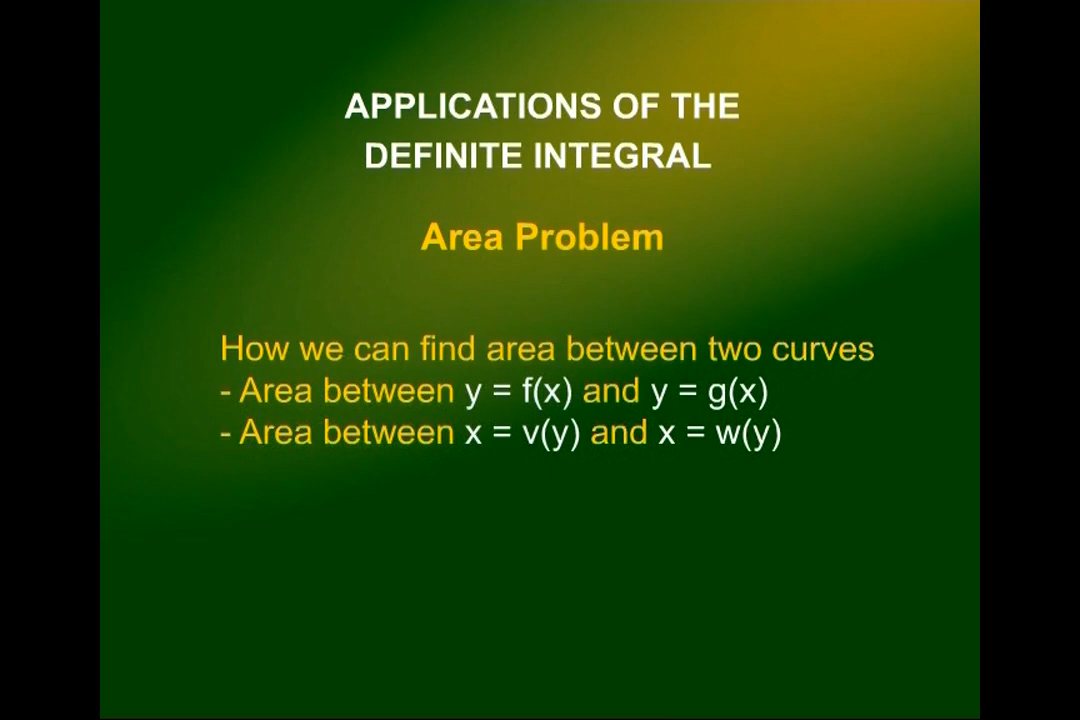 APPLICATIONS OF THE
DEFINITE INTEGRAL
Area Problem
How we can find area between two curves
- Area between y = f(x) and y = g(x)
- Area between x = v(y) and x = w(y)